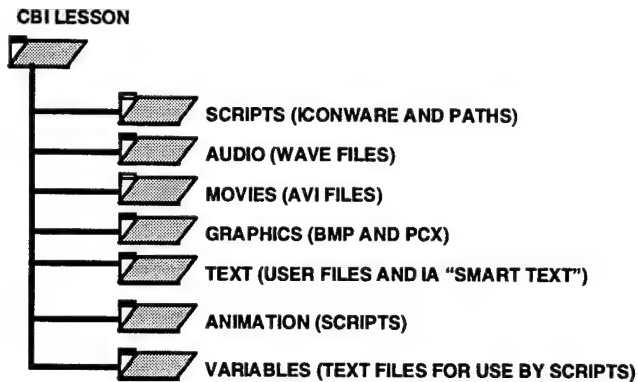 CBI LESSON
SCRIPTS (ICONWARE AND PATHS)
AUDIO (WAVE FILES)
MOVIES (AVI FILES)
GRAPHICS (BMP AND PCX)
TEXT (USER FILES AND IA “SMART TEXT”)
ANIMATION (SCRIPTS)
VARIABLES (TEXT FILES FOR USE BY SCRIPTS)